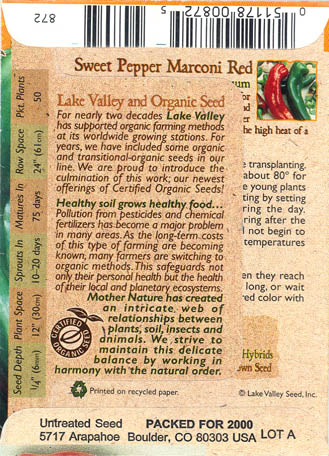 0 51178 00872 5
872
Sweet Pepper Marconi Red
um
for
the high heat of a
Lake Valley and Organic Seed
For nearly two decades Lake Valley
has supported organic farming methods
at its worldwide growing stations. For
years, we have included some organic
and transitional-organic seeds in our
line. We are proud to introduce the
culmination of this work; our newest
offerings of Certified Organic Seeds!
Healthy soil grows healthy food...
Pollution from pesticides and chemical
fertilizers has become a major problem
in many areas. As the long-term costs
of this type of farming are becoming
known, many farmers are switching to
organic methods. This safeguards not
only their personal health but the health
of their local and planetary ecosystems.
Mother Nature has created
an intricate web of
relationships between
plants, soil, insects and
animals. We strive to
maintain this delicate
balance by working in
harmony with the natural order.
CERTIFIED
ORGANIC SEED
Printed on recycled paper.
e transplanting.
about 80° for
e young plants
ting by setting
ring the day.
ring after the
l not begin to
temperatures
en they reach
long, or wait
red color with
Hybrids
wn Seed
© Lake Valley Seed, Inc.
Seed Depth Plant Space Sprouts In Matures In Row Space Pkt. Plants
1/4" (6mm) 12" (30cm) 10–20 days 75 days 24" (61cm) 50
Untreated Seed PACKED FOR 2000
5717 Arapahoe Boulder, CO 80303 USA LOT A